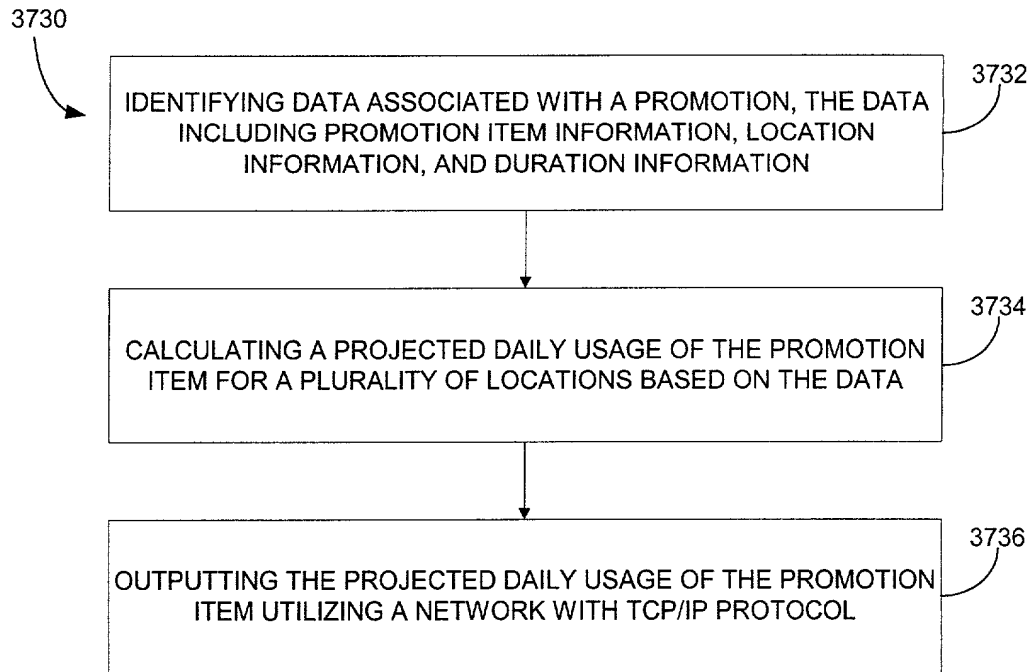 3730
3732
IDENTIFYING DATA ASSOCIATED WITH A PROMOTION, THE DATA
INCLUDING PROMOTION ITEM INFORMATION, LOCATION
INFORMATION, AND DURATION INFORMATION
3734
CALCULATING A PROJECTED DAILY USAGE OF THE PROMOTION
ITEM FOR A PLURALITY OF LOCATIONS BASED ON THE DATA
3736
OUTPUTTING THE PROJECTED DAILY USAGE OF THE PROMOTION
ITEM UTILIZING A NETWORK WITH TCP/IP PROTOCOL